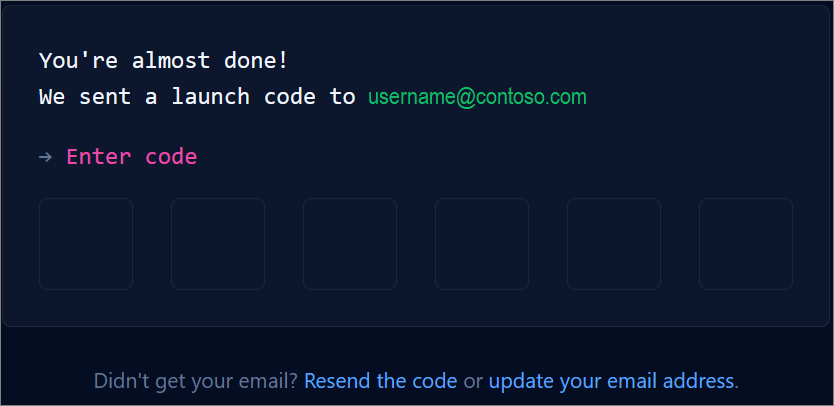 You're almost done!
We sent a launch code to username@contoso.com
→ Enter code
Didn't get your email? Resend the code or update your email address.